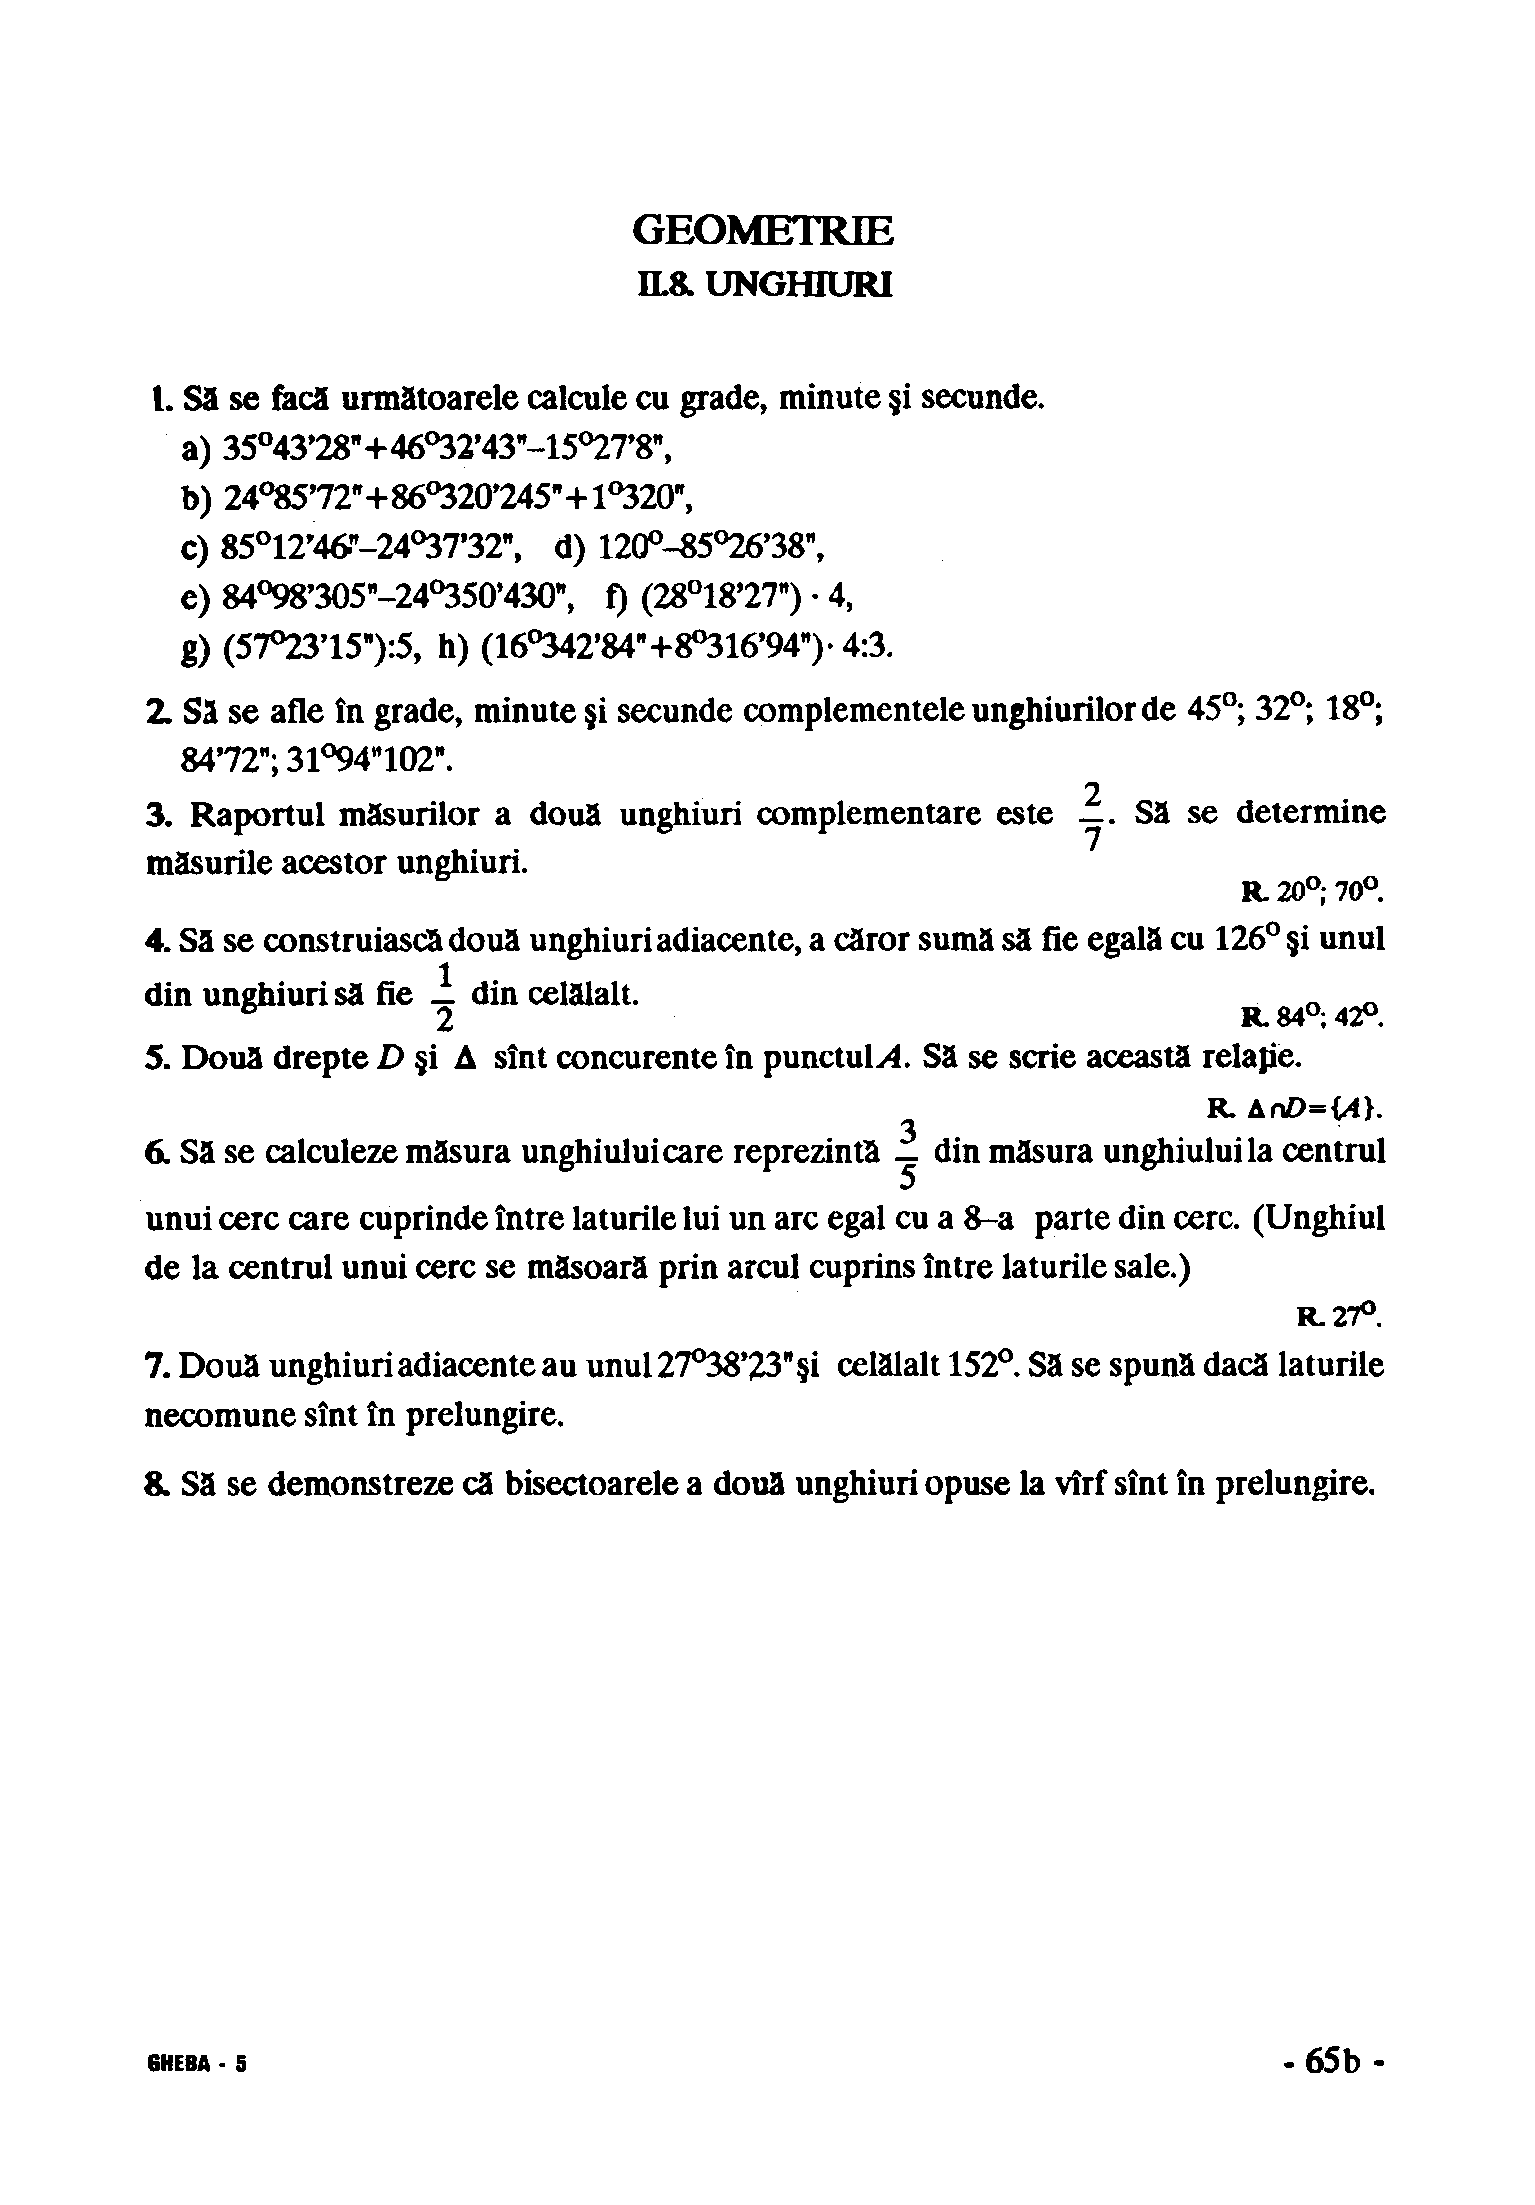 GEOMETRIE
II.8. UNGHIURI
1. Să se facă următoarele calcule cu grade, minute şi secunde.
a) 35°43'28"+46°32'43"–15°27'8",
b) 24°85'72"+86°320'245"+1°320",
c) 85°12'46"–24°37'32", d) 120°–85°26'38",
e) 84°98'305"–24°350'430", f) (28°18'27") · 4,
g) (57°23'15"):5, h) (16°342'84"+8°316'94")· 4:3.
2. Să se afle în grade, minute şi secunde complementele unghiurilor de 45°; 32°; 18°;
84'72"; 31°94"102".
3. Raportul măsurilor a două unghiuri complementare este 2/7. Să se determine
măsurile acestor unghiuri.
R. 20°; 70°.
4. Să se construiască două unghiuri adiacente, a căror sumă să fie egală cu 126° şi unul
din unghiuri să fie 1/2 din celălalt.
R. 84°; 42°.
5. Două drepte D şi Δ sînt concurente în punctul A. Să se scrie această relaţie.
R. Δ∩D={A}.
6. Să se calculeze măsura unghiului care reprezintă 3/5 din măsura unghiului la centrul
unui cerc care cuprinde între laturile lui un arc egal cu a 8–a parte din cerc. (Unghiul
de la centrul unui cerc se măsoară prin arcul cuprins între laturile sale.)
R. 27°.
7. Două unghiuri adiacente au unul 27°38'23" şi celălalt 152°. Să se spună dacă laturile
necomune sînt în prelungire.
8. Să se demonstreze că bisectoarele a două unghiuri opuse la vîrf sînt în prelungire.
GHEBA - 5
- 65b -